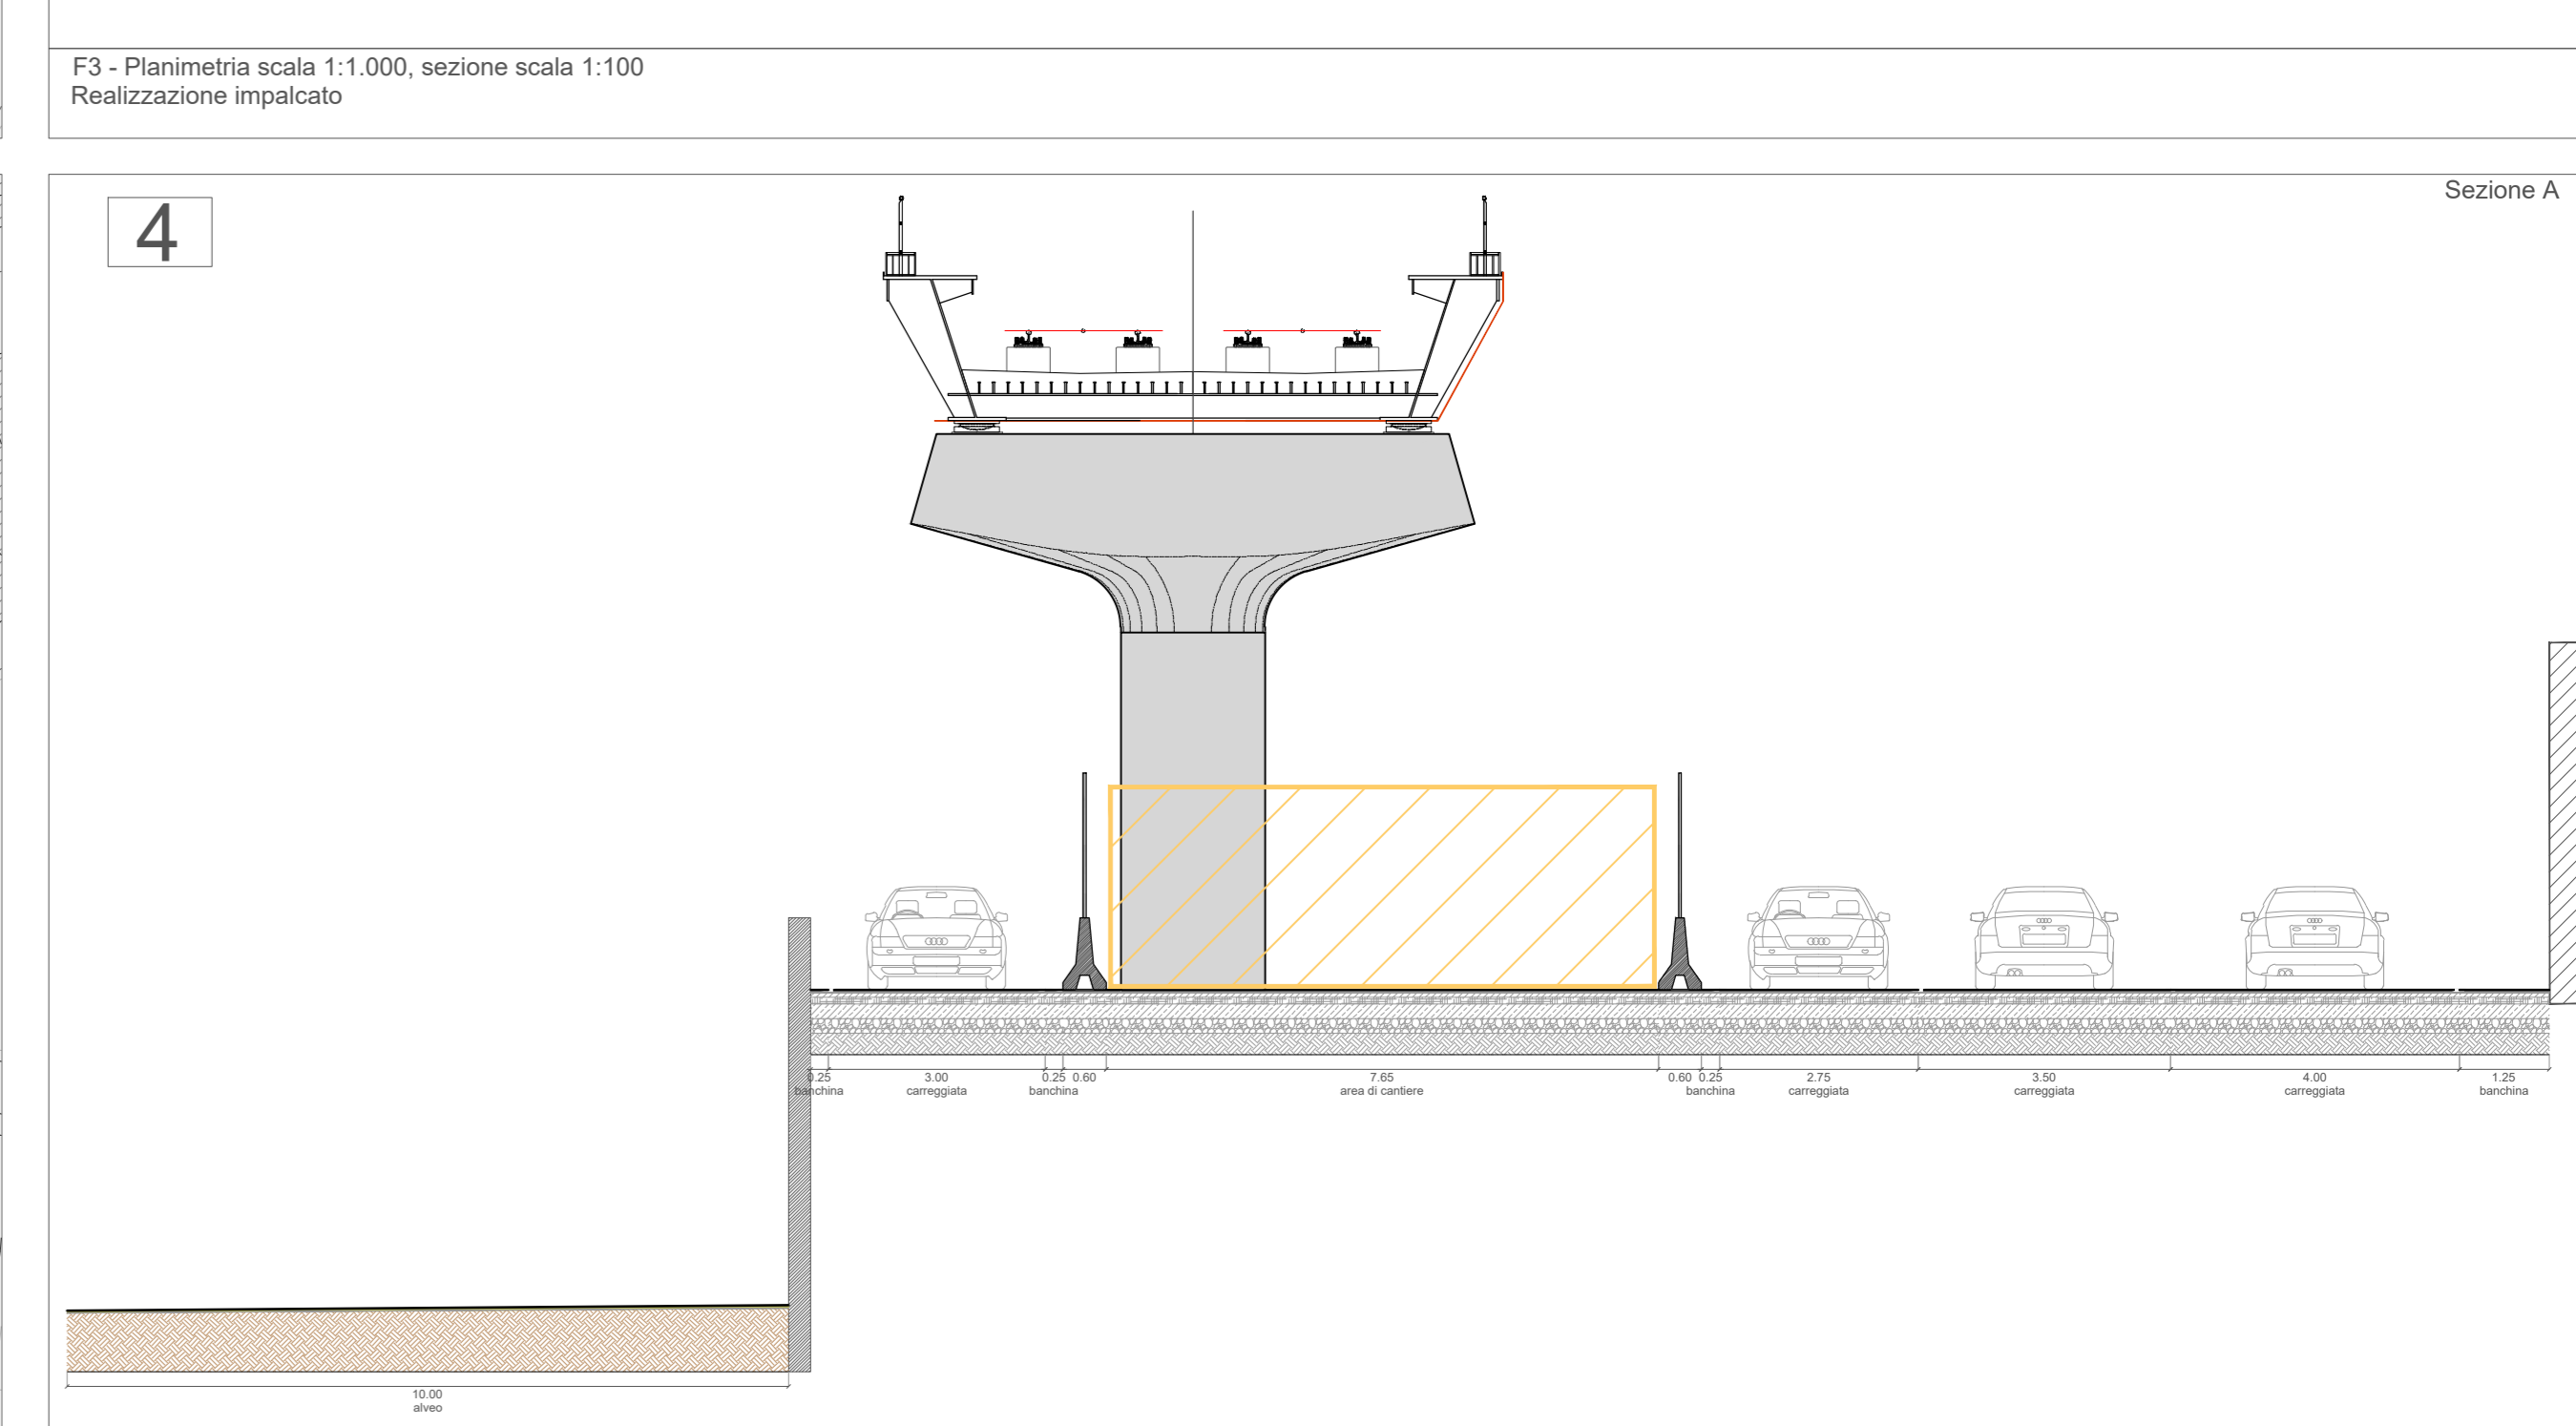 F3 - Planimetria scala 1:1.000, sezione scala 1:100
Realizzazione impalcato
4
Sezione A
0.25
banchina
3.00
carreggiata
0.25
banchina
0.60
7.65
area di cantiere
0.60
0.25
banchina
2.75
carreggiata
3.50
carreggiata
4.00
carreggiata
1.25
banchina
10.00
alveo